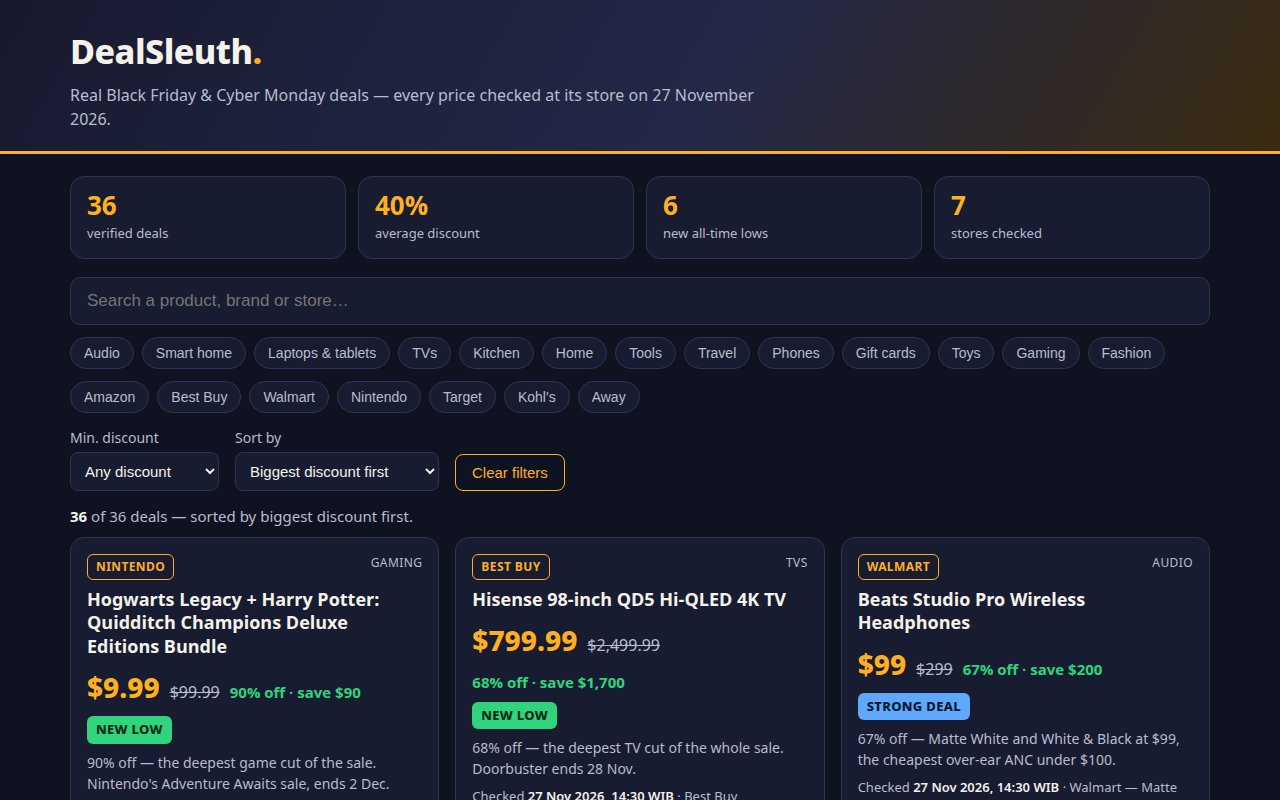 DealSleuth.
Real Black Friday & Cyber Monday deals — every price checked at its store on 27 November
2026.
36
verified deals
40%
average discount
6
new all-time lows
7
stores checked
Search a product, brand or store…
Audio Smart home Laptops & tablets TVs Kitchen Home Tools Travel Phones Gift cards Toys Gaming Fashion
Amazon Best Buy Walmart Nintendo Target Kohl's Away
Min. discount Sort by
Any discount Biggest discount first Clear filters
36 of 36 deals — sorted by biggest discount first.
NINTENDO GAMING
Hogwarts Legacy + Harry Potter:
Quidditch Champions Deluxe
Editions Bundle
$9.99 $99.99 90% off · save $90
NEW LOW
90% off — the deepest game cut of the sale.
Nintendo's Adventure Awaits sale, ends 2 Dec.
BEST BUY TVS
Hisense 98-inch QD5 Hi-QLED 4K TV
$799.99 $2,499.99
68% off · save $1,700
NEW LOW
68% off — the deepest TV cut of the whole sale.
Doorbuster ends 28 Nov.
Checked 27 Nov 2026, 14:30 WIB · Best Buy
WALMART AUDIO
Beats Studio Pro Wireless
Headphones
$99 $299 67% off · save $200
STRONG DEAL
67% off — Matte White and White & Black at $99,
the cheapest over-ear ANC under $100.
Checked 27 Nov 2026, 14:30 WIB · Walmart — Matte